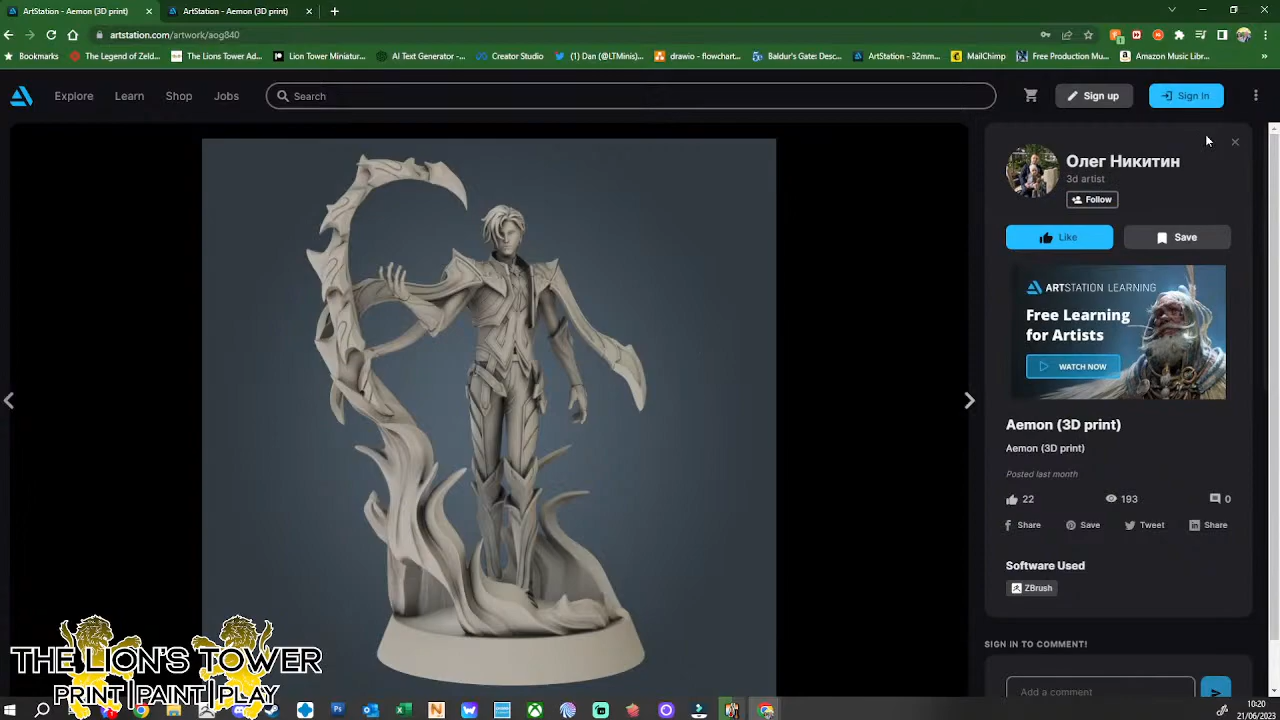 ArtStation - Aemon (3D print)
ArtStation - Aemon (3D print)
artstation.com/artwork/aog840
Bookmarks
The Legend of Zeld...
The Lions Tower Ad...
Lion Tower Miniatur...
AI Text Generator -...
Creator Studio
(1) Dan (@LTMinis)...
drawio - flowchart...
Baldur's Gate: Desce...
ArtStation - 32mm...
MailChimp
Free Production Mu...
Amazon Music Libr...
Explore
Learn
Shop
Jobs
Search
Sign up
Sign In
Олег Никитин
3d artist
Follow
Like
Save
ARTSTATION LEARNING
Free Learning
for Artists
WATCH NOW
Aemon (3D print)
Aemon (3D print)
Posted last month
22
193
0
Share
Save
Tweet
Share
Software Used
ZBrush
SIGN IN TO COMMENT!
Add a comment
THE LION'S TOWER
PRINT|PAINT|PLAY
10:20
21/06/2023